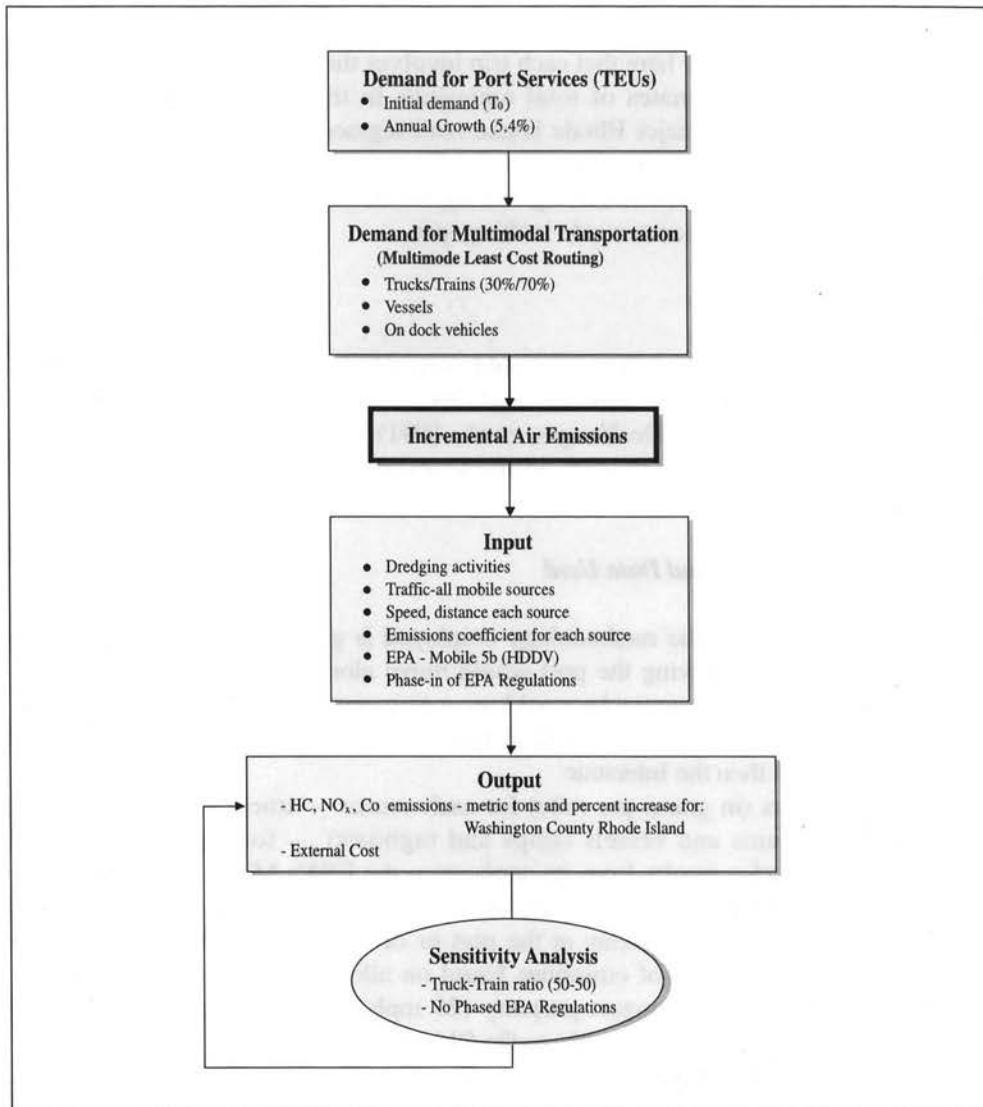 Demand for Port Services (TEUs)
● Initial demand (T₀)
● Annual Growth (5.4%)
Demand for Multimodal Transportation
(Multimode Least Cost Routing)
● Trucks/Trains (30%/70%)
● Vessels
● On dock vehicles
Incremental Air Emissions
Input
● Dredging activities
● Traffic-all mobile sources
● Speed, distance each source
● Emissions coefficient for each source
● EPA - Mobile 5b (HDDV)
● Phase-in of EPA Regulations
Output
- HC, NOₓ, Co emissions - metric tons and percent increase for:
Washington County Rhode Island
- External Cost
Sensitivity Analysis
- Truck-Train ratio (50-50)
- No Phased EPA Regulations